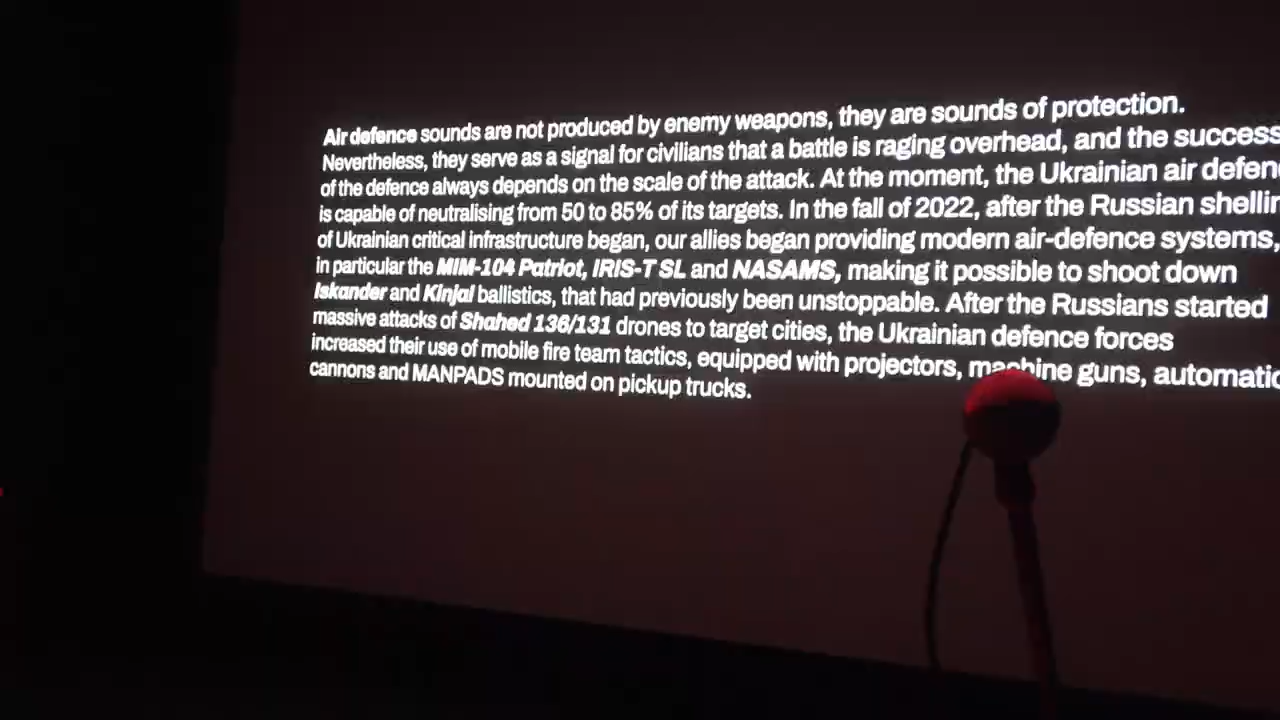 Air defence sounds are not produced by enemy weapons, they are sounds of protection.
Nevertheless, they serve as a signal for civilians that a battle is raging overhead, and the success
of the defence always depends on the scale of the attack. At the moment, the Ukrainian air defen
is capable of neutralising from 50 to 85% of its targets. In the fall of 2022, after the Russian shellin
of Ukrainian critical infrastructure began, our allies began providing modern air-defence systems,
in particular the MIM-104 Patriot, IRIS-T SL and NASAMS, making it possible to shoot down
Iskander and Kinjal ballistics, that had previously been unstoppable. After the Russians started
massive attacks of Shahed 136/131 drones to target cities, the Ukrainian defence forces
increased their use of mobile fire team tactics, equipped with projectors, machine guns, automatic
cannons and MANPADS mounted on pickup trucks.